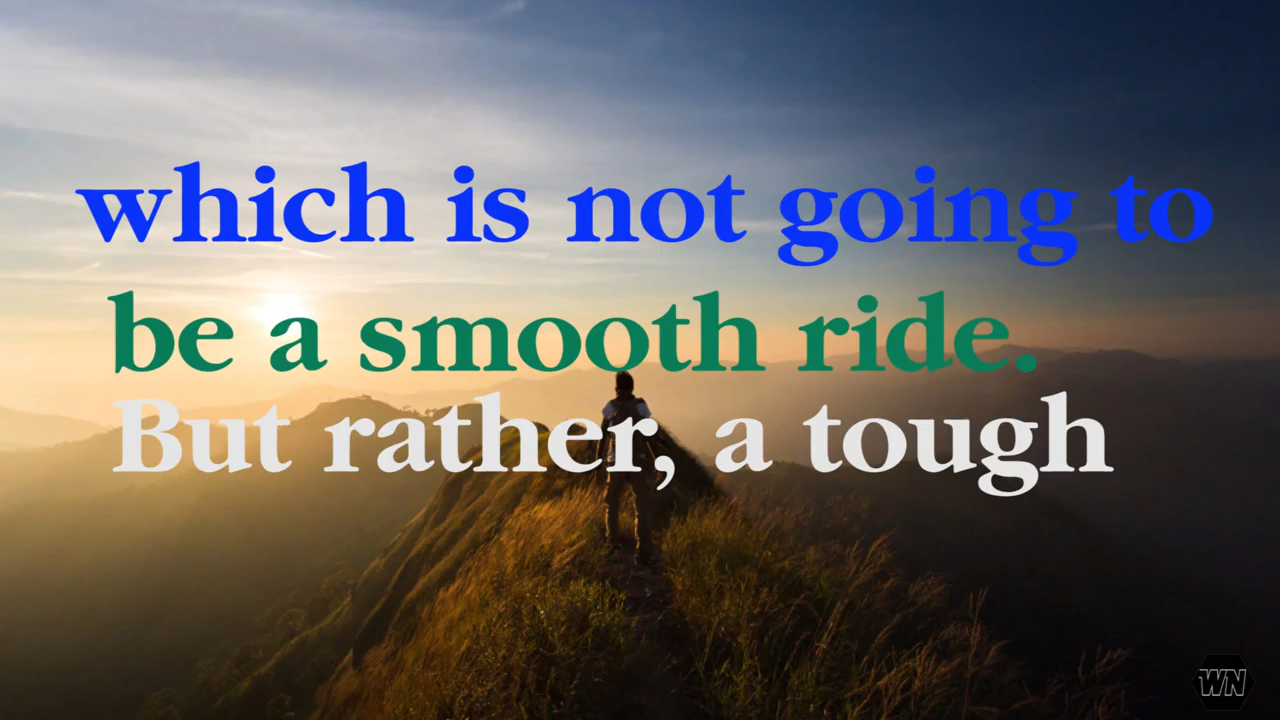 which is not going to
be a smooth ride.
But rather, a tough
WN